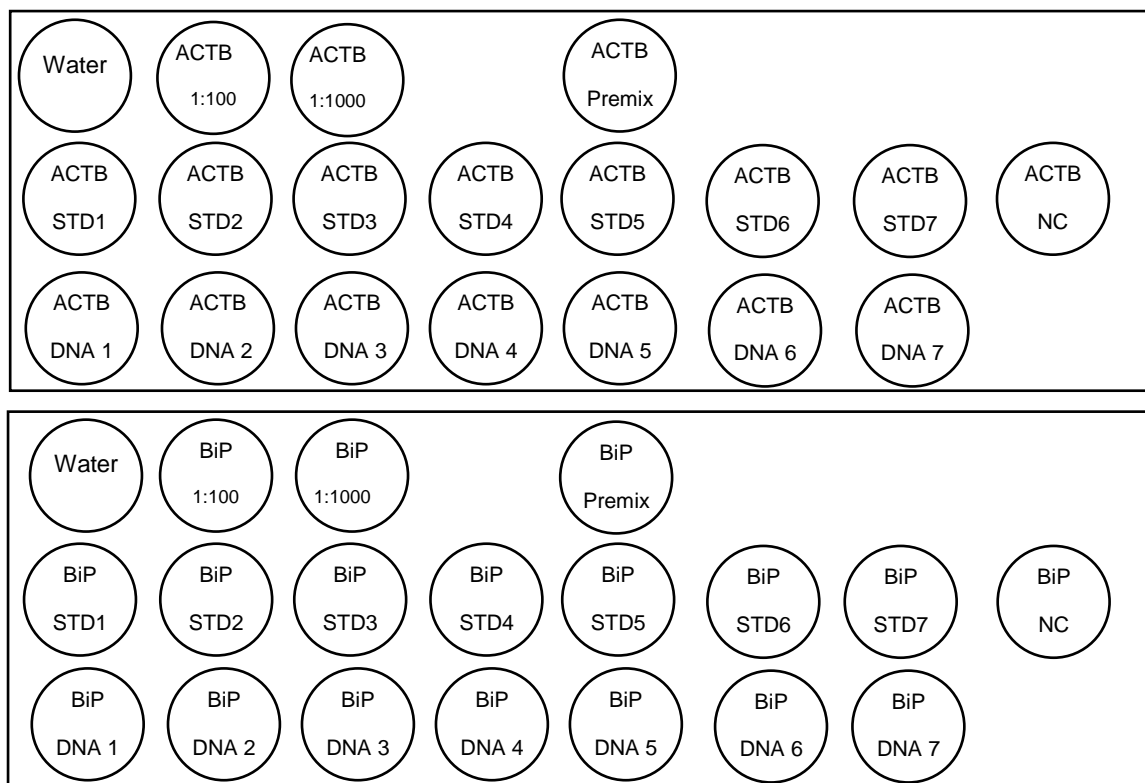 Water
ACTB
1:100
ACTB
1:1000
ACTB
Premix
ACTB
STD1
ACTB
STD2
ACTB
STD3
ACTB
STD4
ACTB
STD5
ACTB
STD6
ACTB
STD7
ACTB
NC
ACTB
DNA 1
ACTB
DNA 2
ACTB
DNA 3
ACTB
DNA 4
ACTB
DNA 5
ACTB
DNA 6
ACTB
DNA 7
Water
BiP
1:100
BiP
1:1000
BiP
Premix
BiP
STD1
BiP
STD2
BiP
STD3
BiP
STD4
BiP
STD5
BiP
STD6
BiP
STD7
BiP
NC
BiP
DNA 1
BiP
DNA 2
BiP
DNA 3
BiP
DNA 4
BiP
DNA 5
BiP
DNA 6
BiP
DNA 7